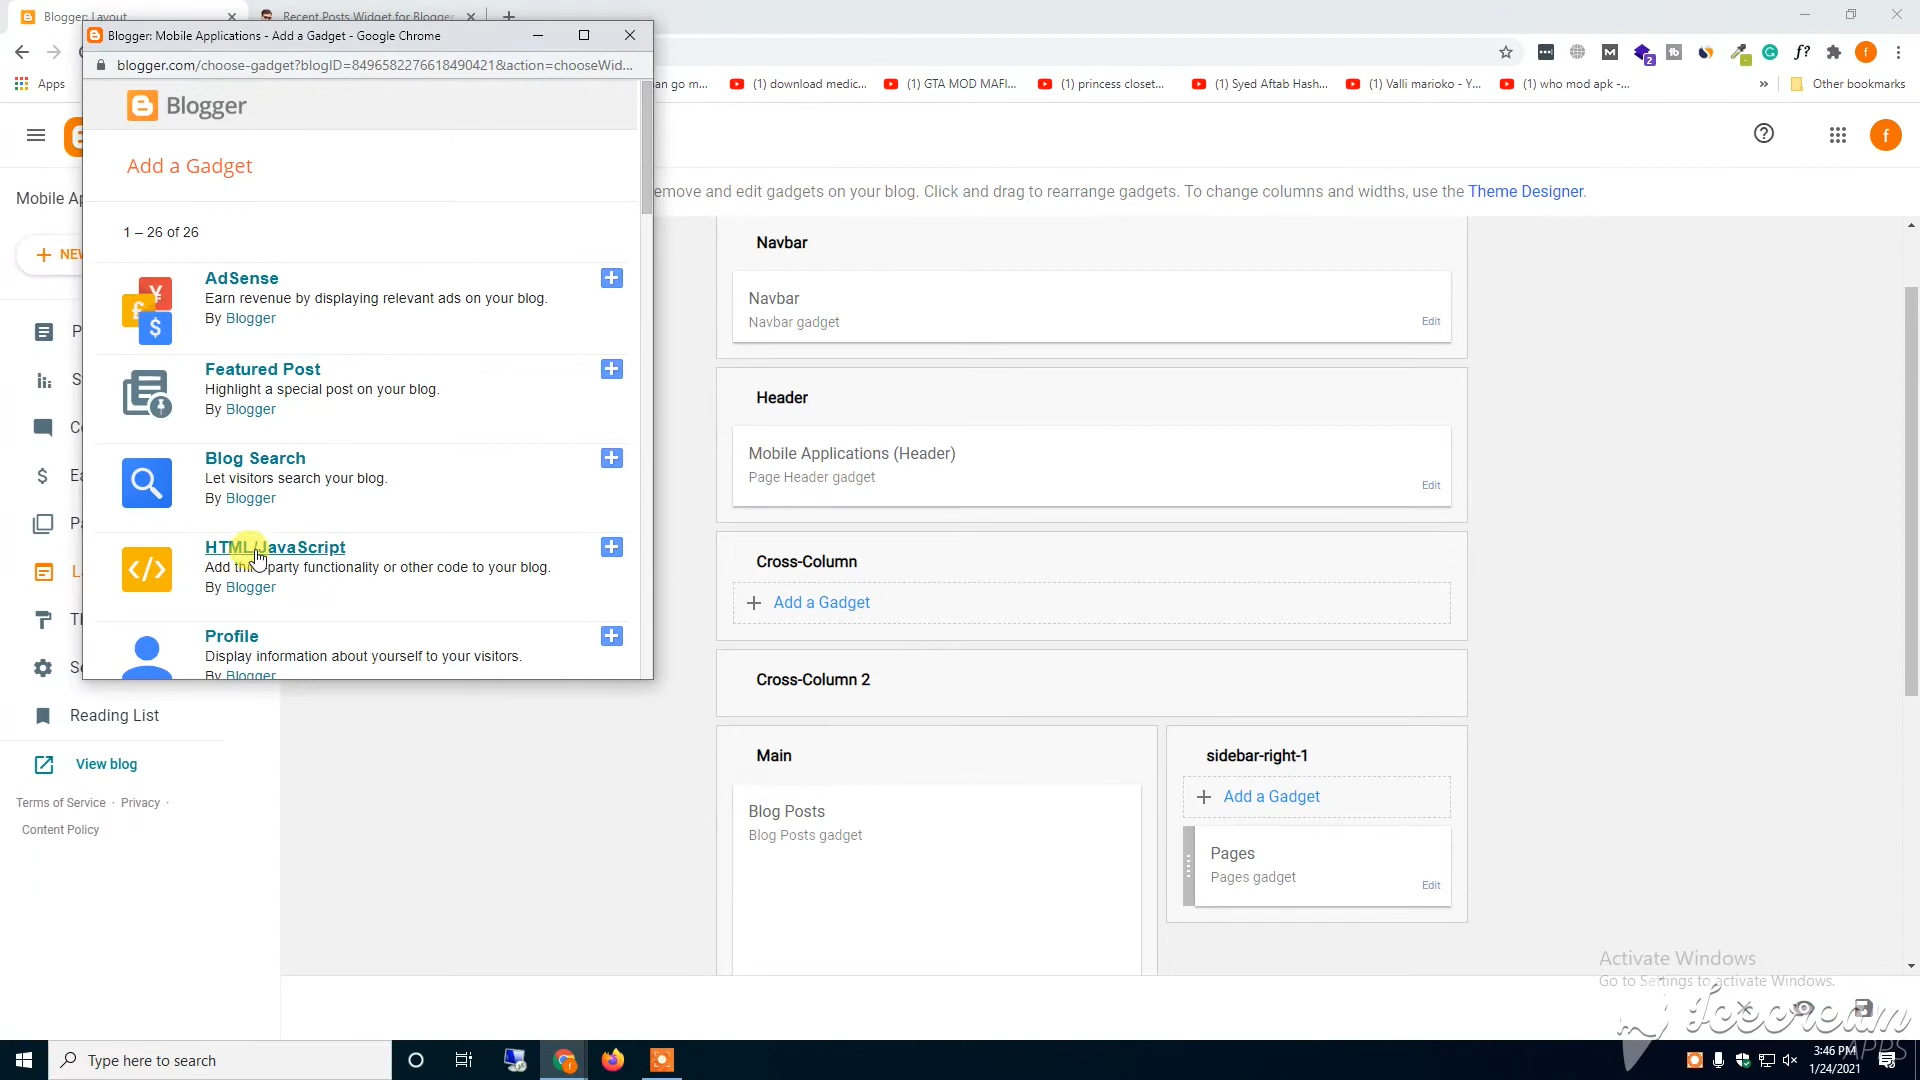 Blogger: Layout
Recent Posts Widget for Blogger
Blogger: Mobile Applications - Add a Gadget - Google Chrome
blogger.com/choose-gadget?blogID=8496582276618490421&action=chooseWid...
Apps
an go m...
(1) download medic...
(1) GTA MOD MAFI...
(1) princess closet...
(1) Syed Aftab Hash...
(1) Valli marioko - Y...
(1) who mod apk -...
»
Other bookmarks
Blogger
f
Add a Gadget
Mobile Ap
emove and edit gadgets on your blog. Click and drag to rearrange gadgets. To change columns and widths, use the Theme Designer.
1 – 26 of 26
NEW
Navbar
Navbar
Navbar gadget
Edit
AdSense
Earn revenue by displaying relevant ads on your blog.
By Blogger
Featured Post
Highlight a special post on your blog.
By Blogger
Header
Mobile Applications (Header)
Page Header gadget
Edit
Blog Search
Let visitors search your blog.
By Blogger
HTML/JavaScript
Add third-party functionality or other code to your blog.
By Blogger
Cross-Column
Add a Gadget
Profile
Display information about yourself to your visitors.
By Blogger
Cross-Column 2
Reading List
View blog
Terms of Service · Privacy ·
Content Policy
Main
Blog Posts
Blog Posts gadget
sidebar-right-1
Add a Gadget
Pages
Pages gadget
Edit
Activate Windows
Go to Settings to activate Windows.
Icecream
APPS
Type here to search
3:46 PM
1/24/2021